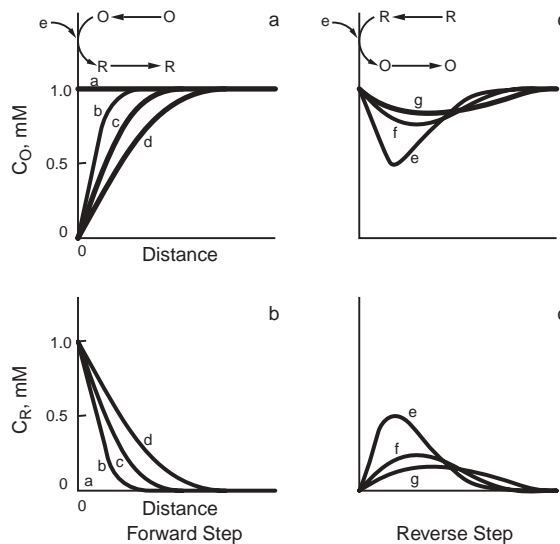 a
e
O
O
R
R
a
b
c
d
1.0
0.5
0
C_O, mM
0
Distance
R
R
O
O
g
f
e
b
1.0
0.5
0
C_R, mM
a
b
c
d
0
Distance
Forward Step
e
f
g
Reverse Step